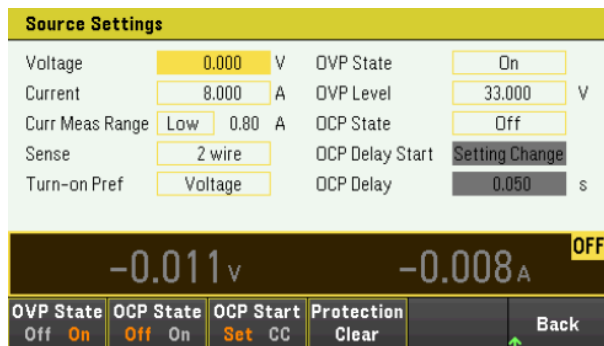 Source Settings
Voltage 0.000 V OVP State On
Current 8.000 A OVP Level 33.000 V
Curr Meas Range Low 0.80 A OCP State Off
Sense 2 wire OCP Delay Start Setting Change
Turn-on Pref Voltage OCP Delay 0.050 s
OFF
-0.011 V -0.008 A
OVP State OCP State OCP Start Protection
Off On Off On Set CC Clear Back